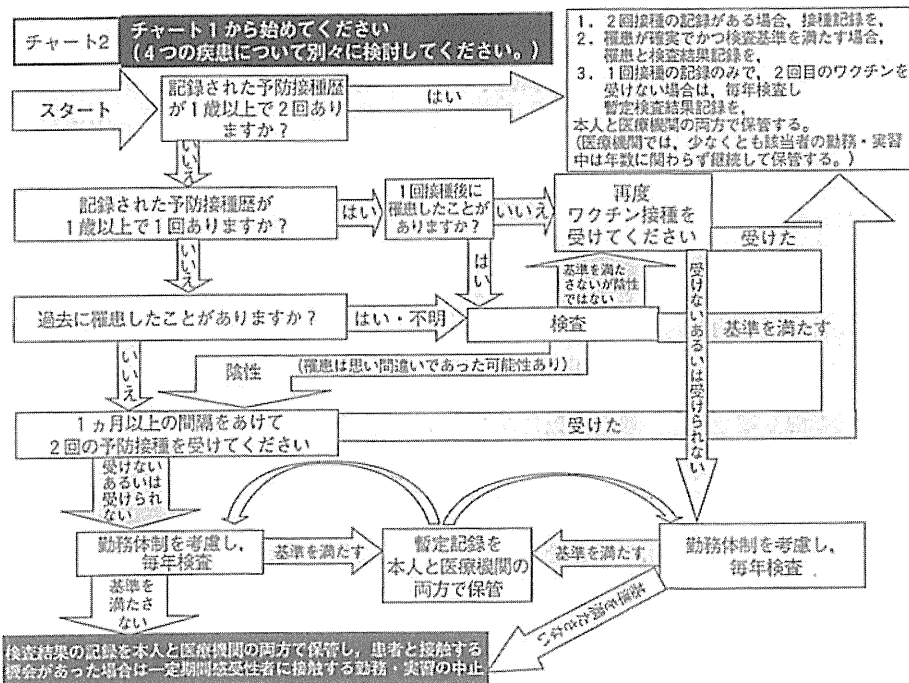 チャート2
チャート1から始めてください
(4つの疾患について別々に検討してください。)
スタート
記録された予防接種歴
が1歳以上で2回あり
ますか？
はい
1. 2回接種の記録がある場合、接種記録を、
2. 罹患が確実でかつ検査基準を満たす場合、
罹患と検査結果記録を、
3. 1回接種の記録のみで、2回目のワクチンを
受けない場合は、毎年検査し
暫定検査結果記録を、
本人と医療機関の両方で保管する。
(医療機関では、少なくとも該当者の勤務・実習
中は年数に関わらず継続して保管する。)
いいえ
記録された予防接種歴が
1歳以上で1回ありますか？
はい
1回接種後に
罹患したことが
ありますか？
いいえ
再度
ワクチン接種を
受けてください
受けた
いいえ
はい
基準を満た
さないが陰性
ではない
受けないあるいは受けられない
過去に罹患したことがありますか？
はい・不明
検査
基準を満たす
いいえ
陰性
(罹患は思い間違いであった可能性あり)
1ヵ月以上の間隔をあけて
2回の予防接種を受けてください
受けた
受けない
あるいは
受けられ
ない
勤務体制を考慮し、
毎年検査
基準を満たす
暫定記録を
本人と医療機関の
両方で保管
基準を満たす
勤務体制を考慮し、
毎年検査
基準を
満たさ
ない
基準を満たさない
検査結果の記録を本人と医療機関の両方で保管し、患者と接触する
機会があった場合は一定期間感受性者に接触する勤務・実習の中止